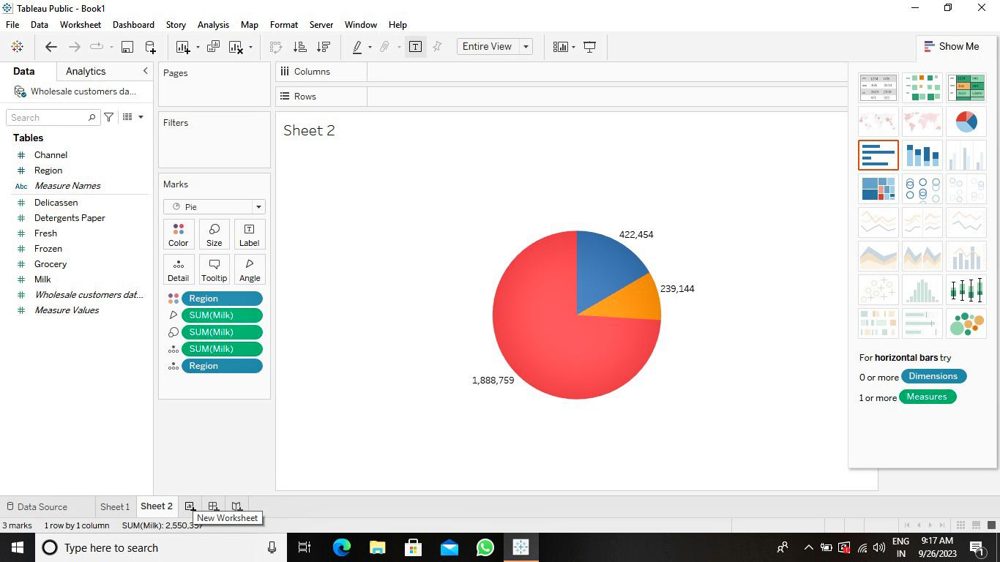 Tableau Public - Book1
File Data Worksheet Dashboard Story Analysis Map Format Server Window Help
Entire View
Show Me
Data Analytics
Wholesale customers da...
Search
Tables
Channel
Region
Abc Measure Names
Delicassen
Detergents Paper
Fresh
Frozen
Grocery
Milk
Wholesale customers dat...
Measure Values
Pages
Filters
Marks
Pie
Color Size Label
Detail Tooltip Angle
Region
SUM(Milk)
SUM(Milk)
SUM(Milk)
Region
Columns
Rows
Sheet 2
422,454
239,144
1,888,759
For horizontal bars try
0 or more Dimensions
1 or more Measures
Data Source Sheet 1 Sheet 2
New Worksheet
3 marks 1 row by 1 column SUM(Milk): 2,550,357
Type here to search
ENG
IN
9:17 AM
9/26/2023
1